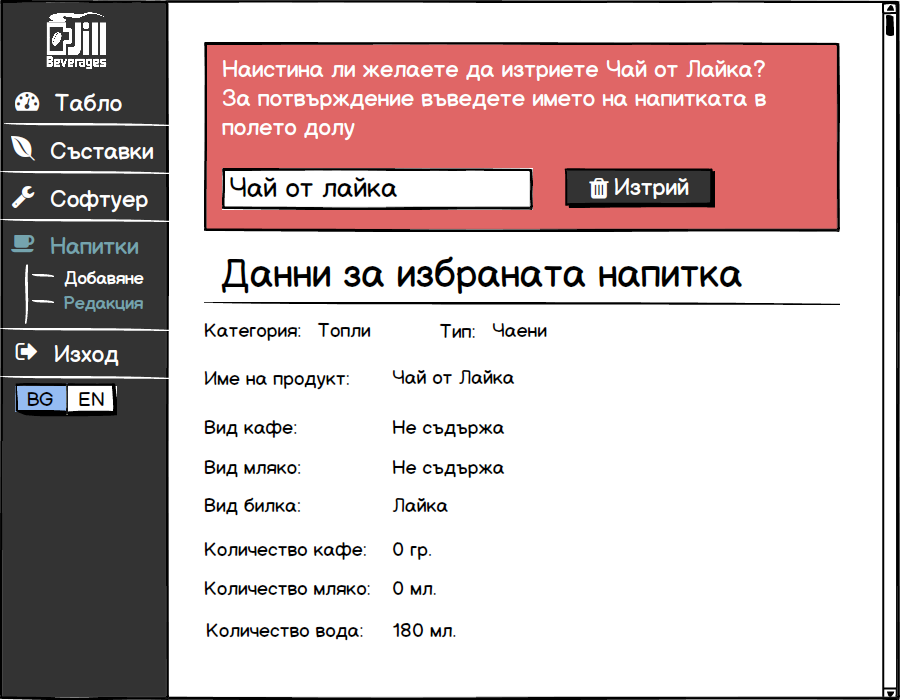 Jill
Beverages
Табло
Съставки
Софтуер
Напитки
Добавяне
Редакция
Изход
BG EN
Наистина ли желаете да изтриете Чай от Лайка?
За потвърждение въведете името на напитката в
полето долу
Чай от лайка
Изтрий
Данни за избраната напитка
Категория: Топли Тип: Чаени
Име на продукт: Чай от Лайка
Вид кафе: Не съдържа
Вид мляко: Не съдържа
Вид билка: Лайка
Количество кафе: 0 гр.
Количество мляко: 0 мл.
Количество вода: 180 мл.